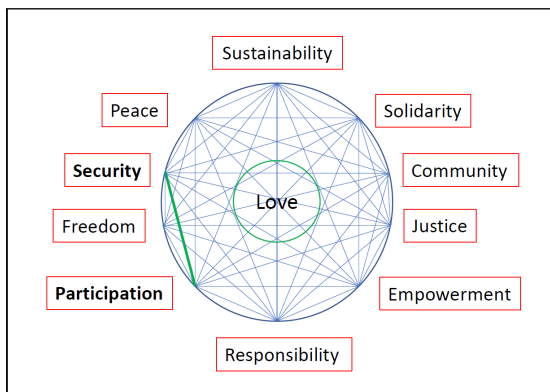 Sustainability
Peace
Solidarity
Security
Community
Love
Freedom
Justice
Participation
Empowerment
Responsibility